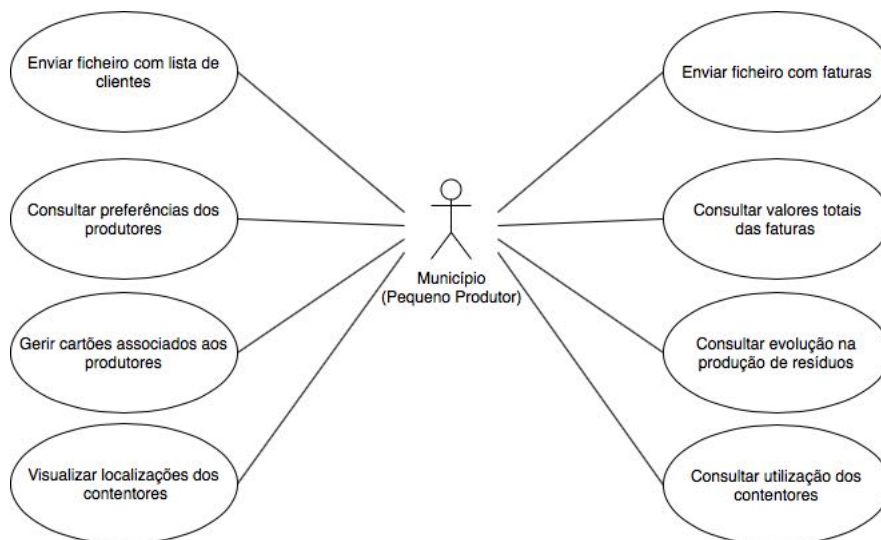 Enviar ficheiro com lista de
clientes
Enviar ficheiro com faturas
Consultar preferências dos
produtores
Consultar valores totais
das faturas
Município
(Pequeno Produtor)
Gerir cartões associados aos
produtores
Consultar evolução na
produção de resíduos
Visualizar localizações dos
contentores
Consultar utilização dos
contentores